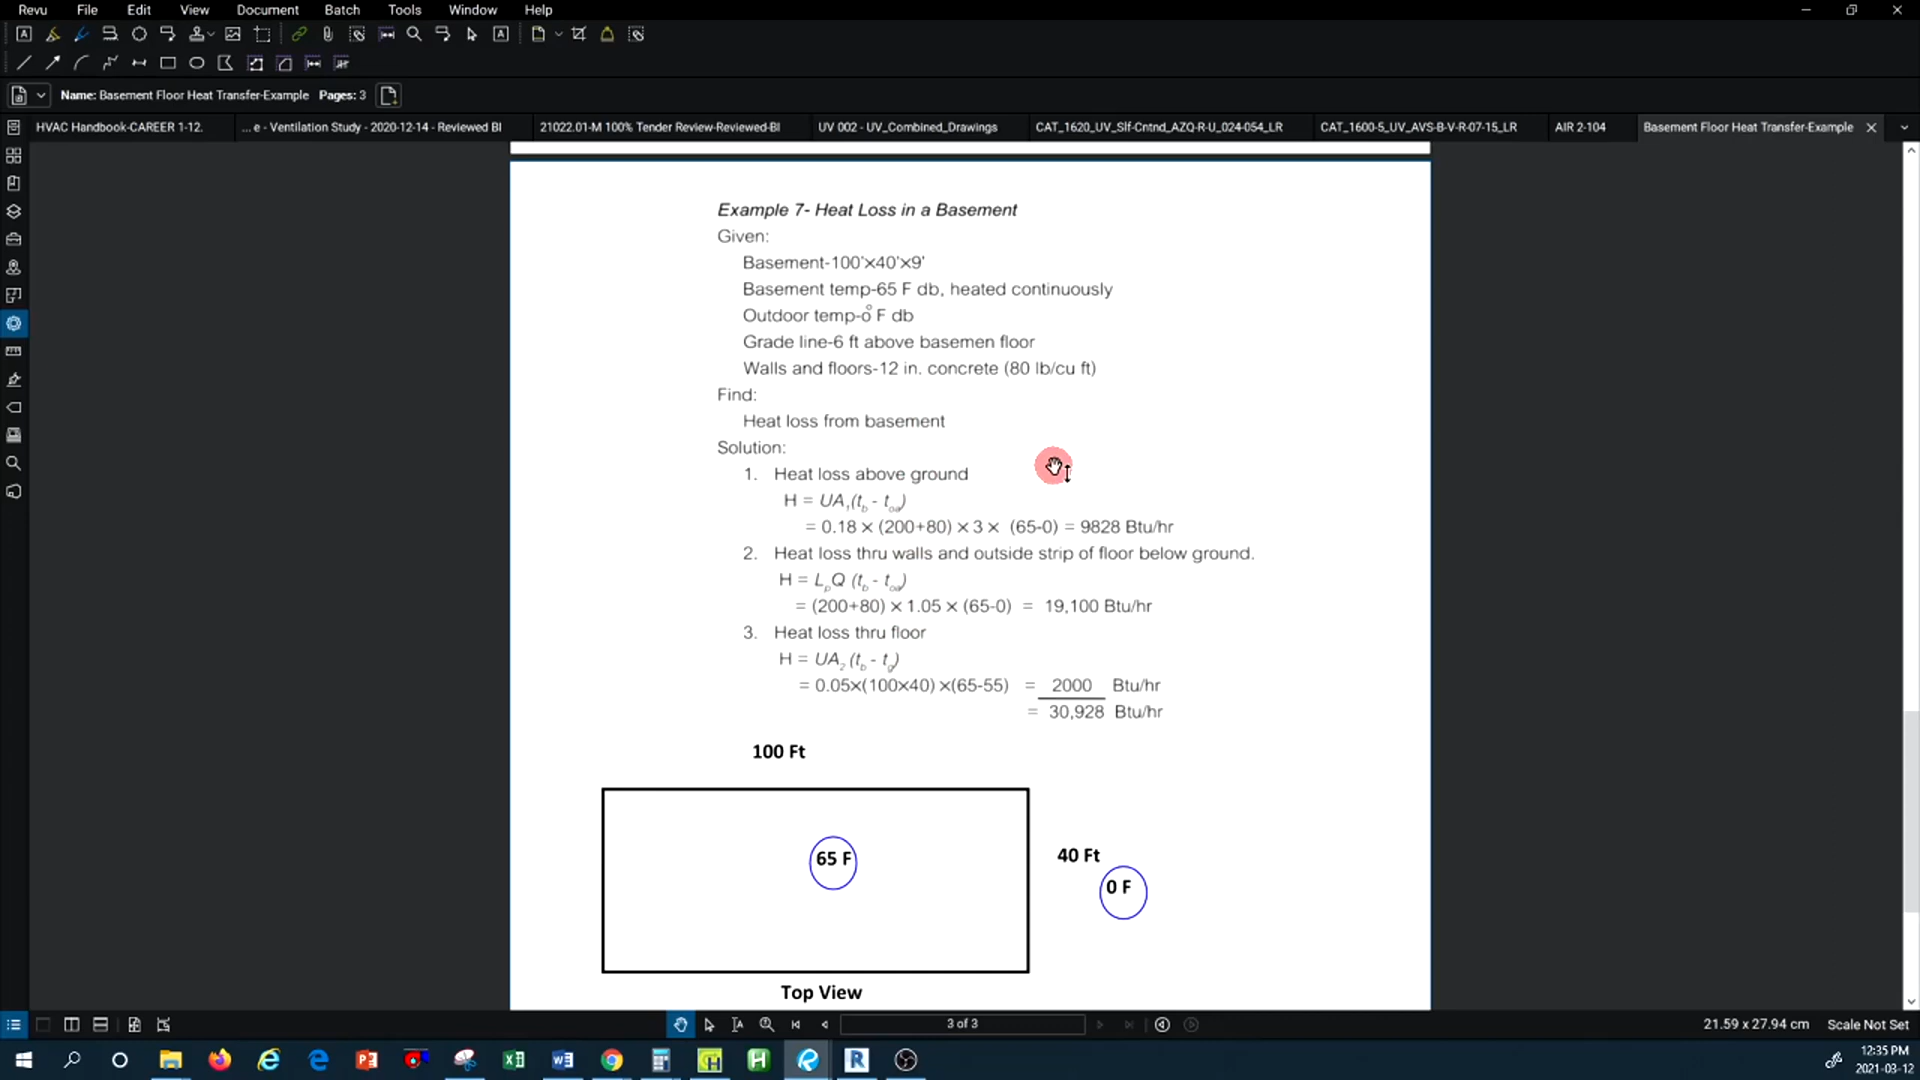 Revu File Edit View Document Batch Tools Window Help
Name: Basement Floor Heat Transfer-Example Pages: 3
HVAC Handbook-CAREER 1-12. ... e - Ventilation Study - 2020-12-14 - Reviewed BI 21022.01-M 100% Tender Review-Reviewed-BI UV 002 - UV_Combined_Drawings CAT_1620_UV_Slf-Cntnd_AZQ-R-U_024-054_LR CAT_1600-5_UV_AVS-B-V-R-07-15_LR AIR 2-104 Basement Floor Heat Transfer-Example
Example 7- Heat Loss in a Basement
Given:
Basement-100'×40'×9'
Basement temp-65 F db, heated continuously
Outdoor temp-o° F db
Grade line-6 ft above basemen floor
Walls and floors-12 in. concrete (80 lb/cu ft)
Find:
Heat loss from basement
Solution:
1. Heat loss above ground
H = UA₁(t_b - t_oa)
= 0.18 × (200+80) × 3 × (65-0) = 9828 Btu/hr
2. Heat loss thru walls and outside strip of floor below ground.
H = L_pQ (t_b - t_oa)
= (200+80) × 1.05 × (65-0) = 19,100 Btu/hr
3. Heat loss thru floor
H = UA₂ (t_b - t_g)
= 0.05×(100×40) ×(65-55) = 2000 Btu/hr
= 30,928 Btu/hr
100 Ft
65 F
40 Ft
0 F
Top View
3 of 3
21.59 x 27.94 cm Scale Not Set
12:35 PM
2021-03-12